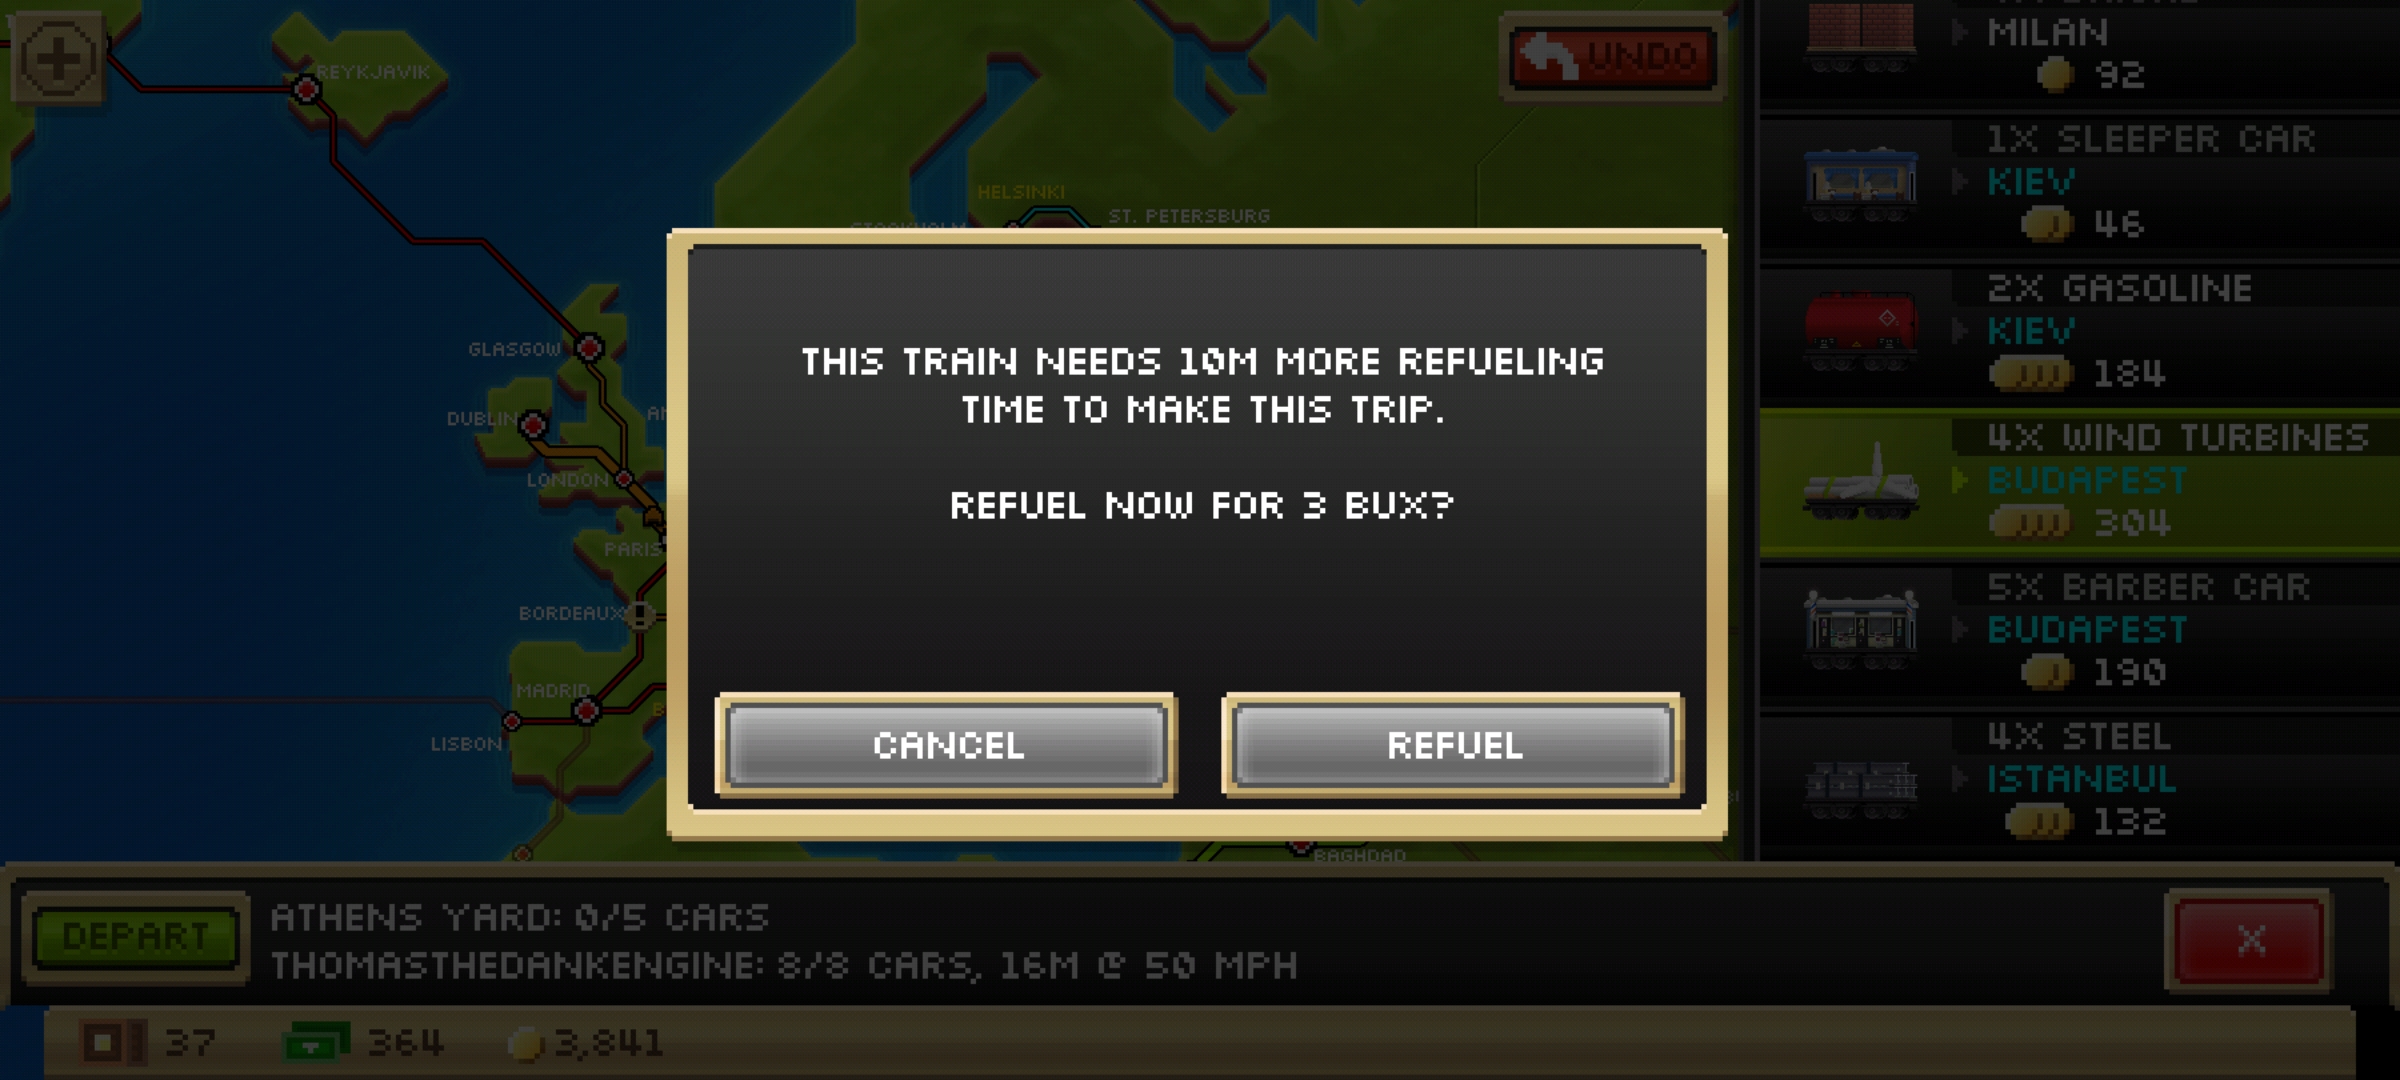 REYKJAVIK
UNDO
MILAN
92
1X SLEEPER CAR
KIEV
46
HELSINKI
ST. PETERSBURG
STOCKHOLM
2X GASOLINE
KIEV
184
GLASGOW
DUBLIN
LONDON
PARIS
BORDEAUX
MADRID
LISBON
BAGHDAD
THIS TRAIN NEEDS 10M MORE REFUELING
TIME TO MAKE THIS TRIP.
REFUEL NOW FOR 3 BUX?
CANCEL
REFUEL
4X WIND TURBINES
BUDAPEST
304
5X BARBER CAR
BUDAPEST
190
4X STEEL
ISTANBUL
132
DEPART
ATHENS YARD: 0/5 CARS
THOMASTHEDANKENGINE: 8/8 CARS, 16M @ 50 MPH
X
37
364
3,841